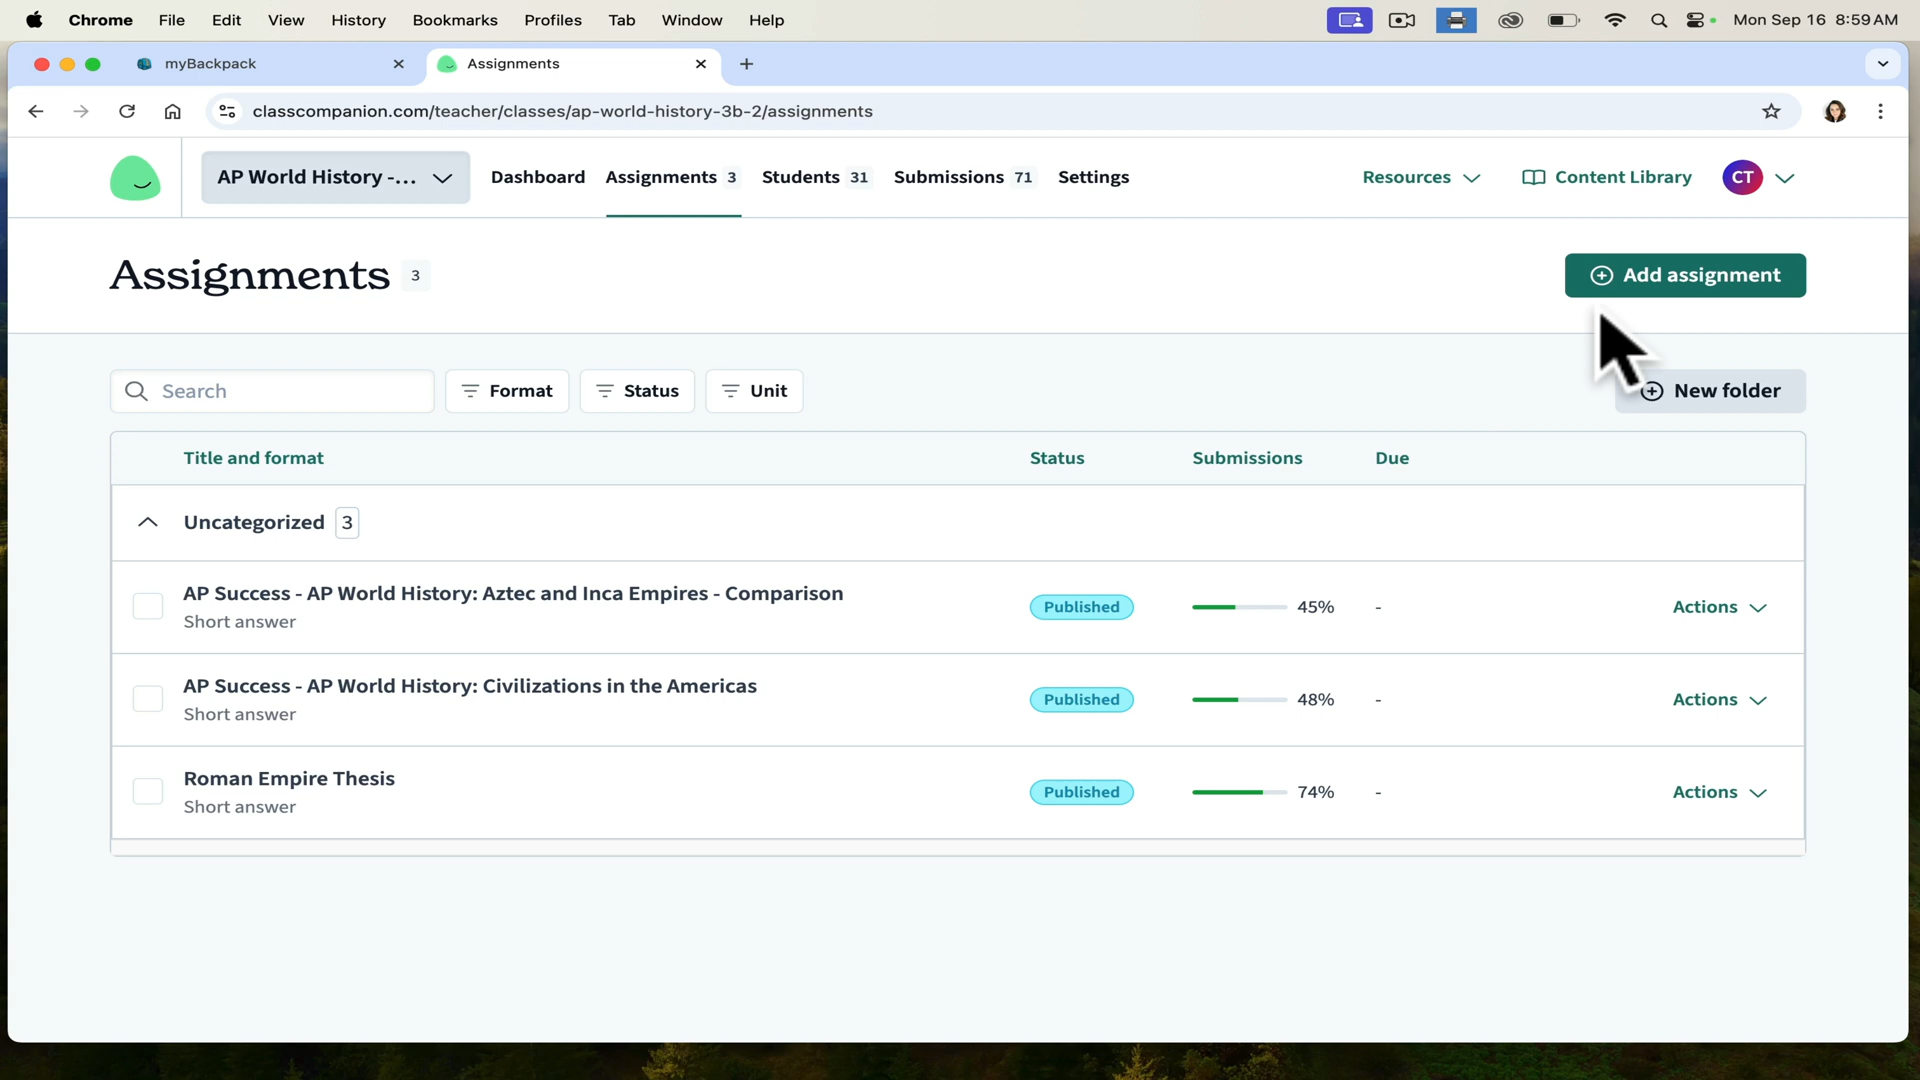 Chrome File Edit View History Bookmarks Profiles Tab Window Help Mon Sep 16 8:59 AM
myBackpack Assignments
classcompanion.com/teacher/classes/ap-world-history-3b-2/assignments
AP World History -... Dashboard Assignments 3 Students 31 Submissions 71 Settings Resources Content Library CT
Assignments 3 Add assignment
Search Format Status Unit New folder
Title and format Status Submissions Due
Uncategorized 3
AP Success - AP World History: Aztec and Inca Empires - Comparison
Short answer
Published 45% - Actions
AP Success - AP World History: Civilizations in the Americas
Short answer
Published 48% - Actions
Roman Empire Thesis
Short answer
Published 74% - Actions